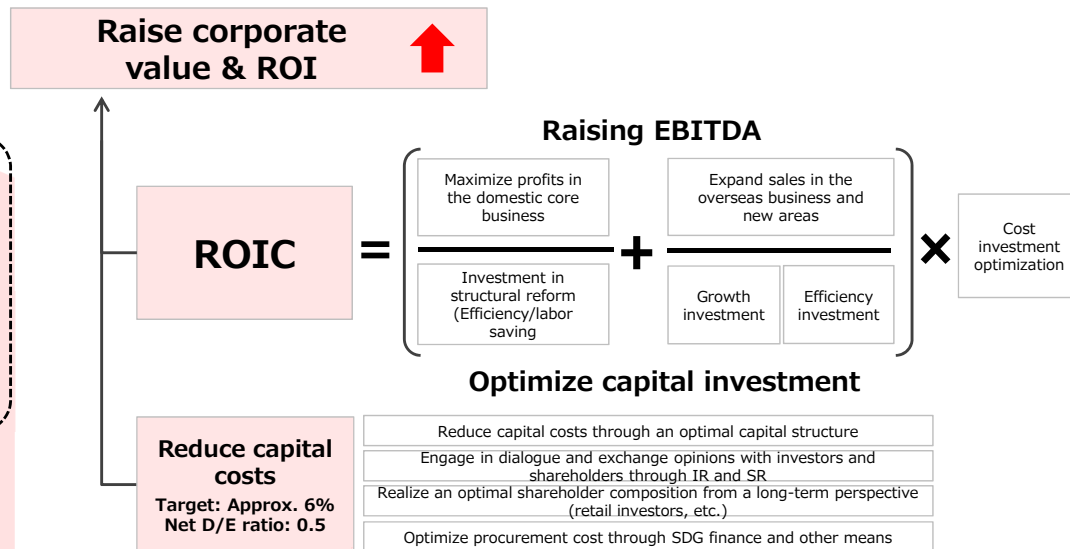 Raise corporate
value & ROI
Raising EBITDA
ROIC
=
Maximize profits in
the domestic core
business
Investment in
structural reform
(Efficiency/labor
saving
+
Expand sales in the
overseas business and
new areas
Growth
investment
Efficiency
investment
×
Cost
investment
optimization
Optimize capital investment
Reduce capital
costs
Target: Approx. 6%
Net D/E ratio: 0.5
Reduce capital costs through an optimal capital structure
Engage in dialogue and exchange opinions with investors and
shareholders through IR and SR
Realize an optimal shareholder composition from a long-term perspective
(retail investors, etc.)
Optimize procurement cost through SDG finance and other means